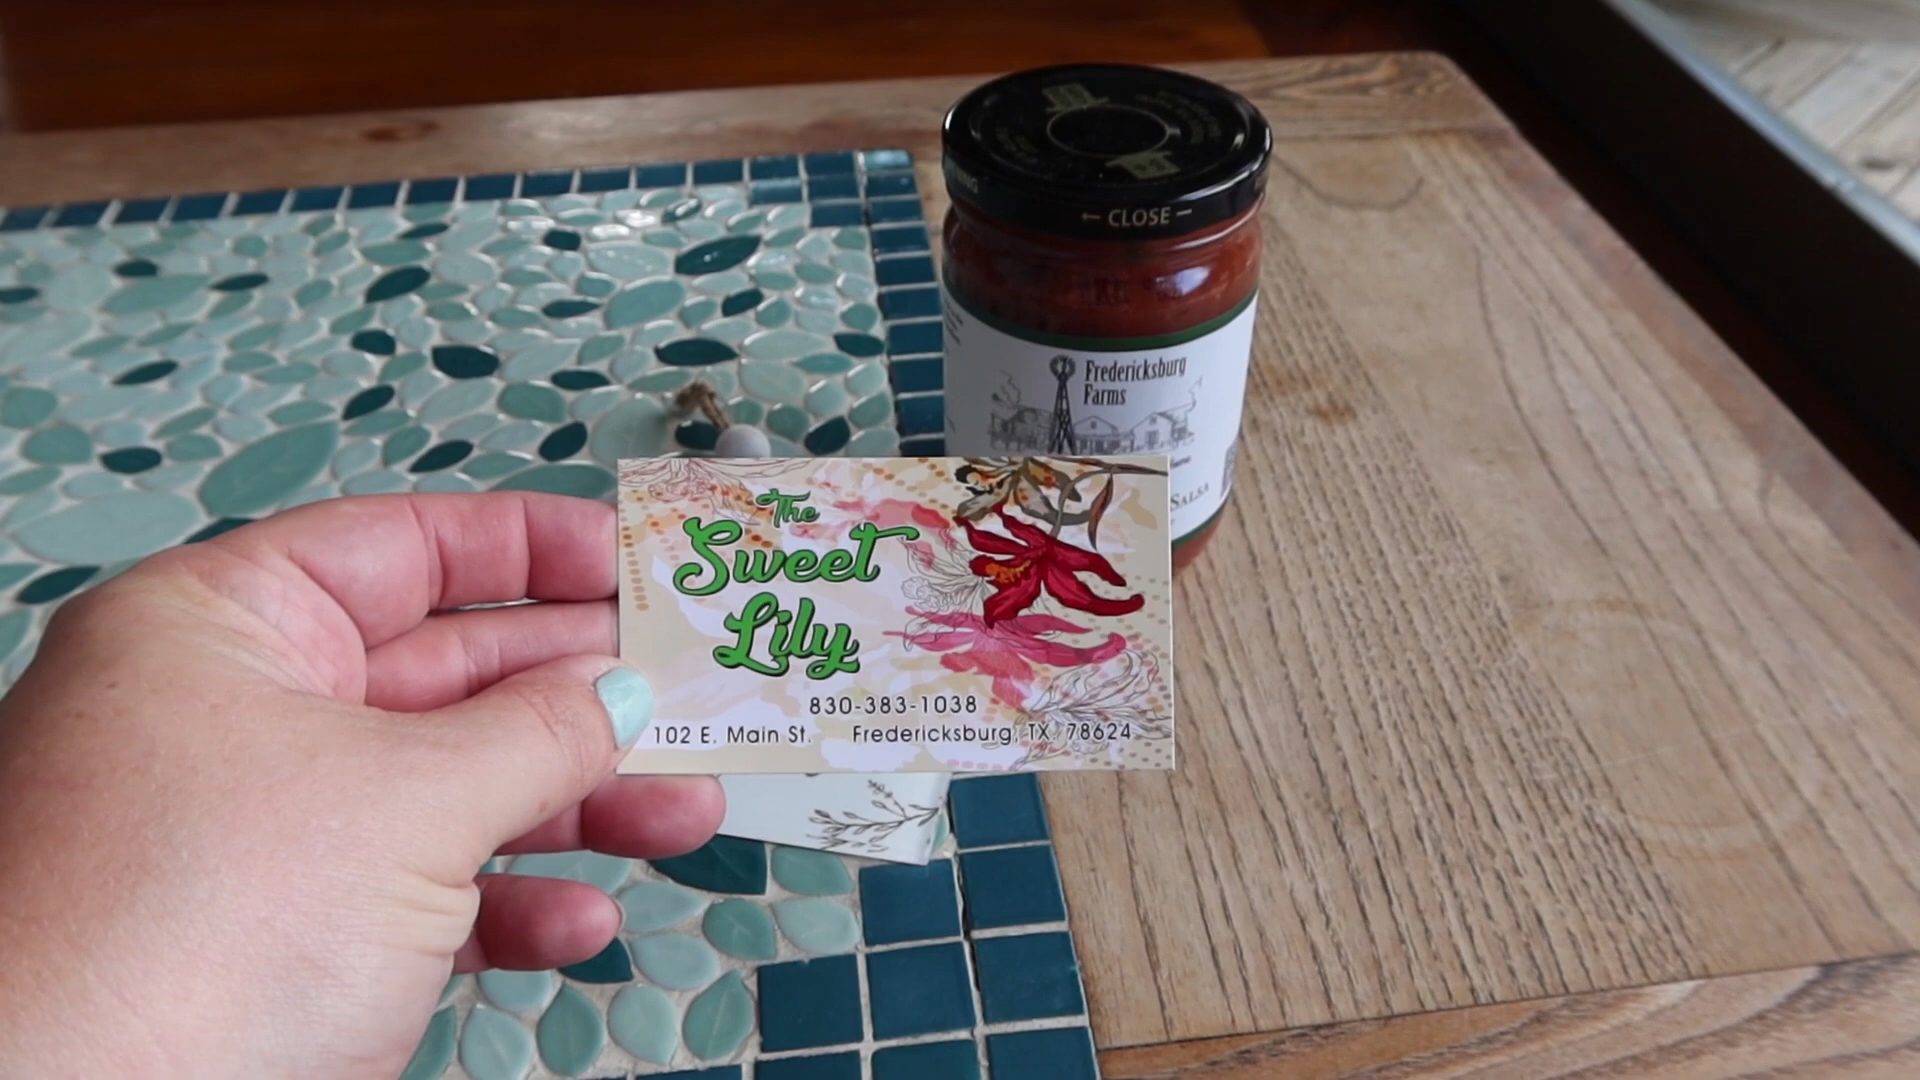 ← CLOSE –
Fredericksburg
Farms
SALSA
The
Sweet
Lily
830-383-1038
102 E. Main St. Fredericksburg, TX. 78624